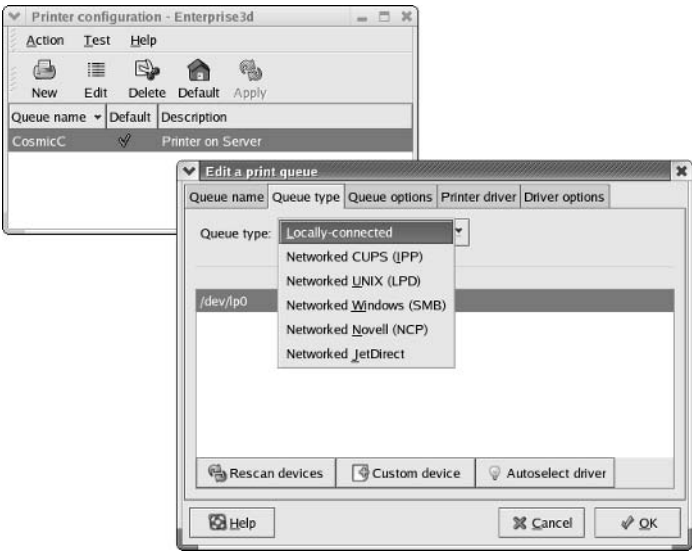 Printer configuration - Enterprise3d
Action Test Help
New Edit Delete Default Apply
Queue name Default Description
CosmicC Printer on Server
Edit a print queue
Queue name Queue type Queue options Printer driver Driver options
Queue type: Locally-connected
Networked CUPS (IPP)
Networked UNIX (LPD)
Networked Windows (SMB)
Networked Novell (NCP)
Networked JetDirect
/dev/lp0
Rescan devices Custom device Autoselect driver
Help Cancel OK